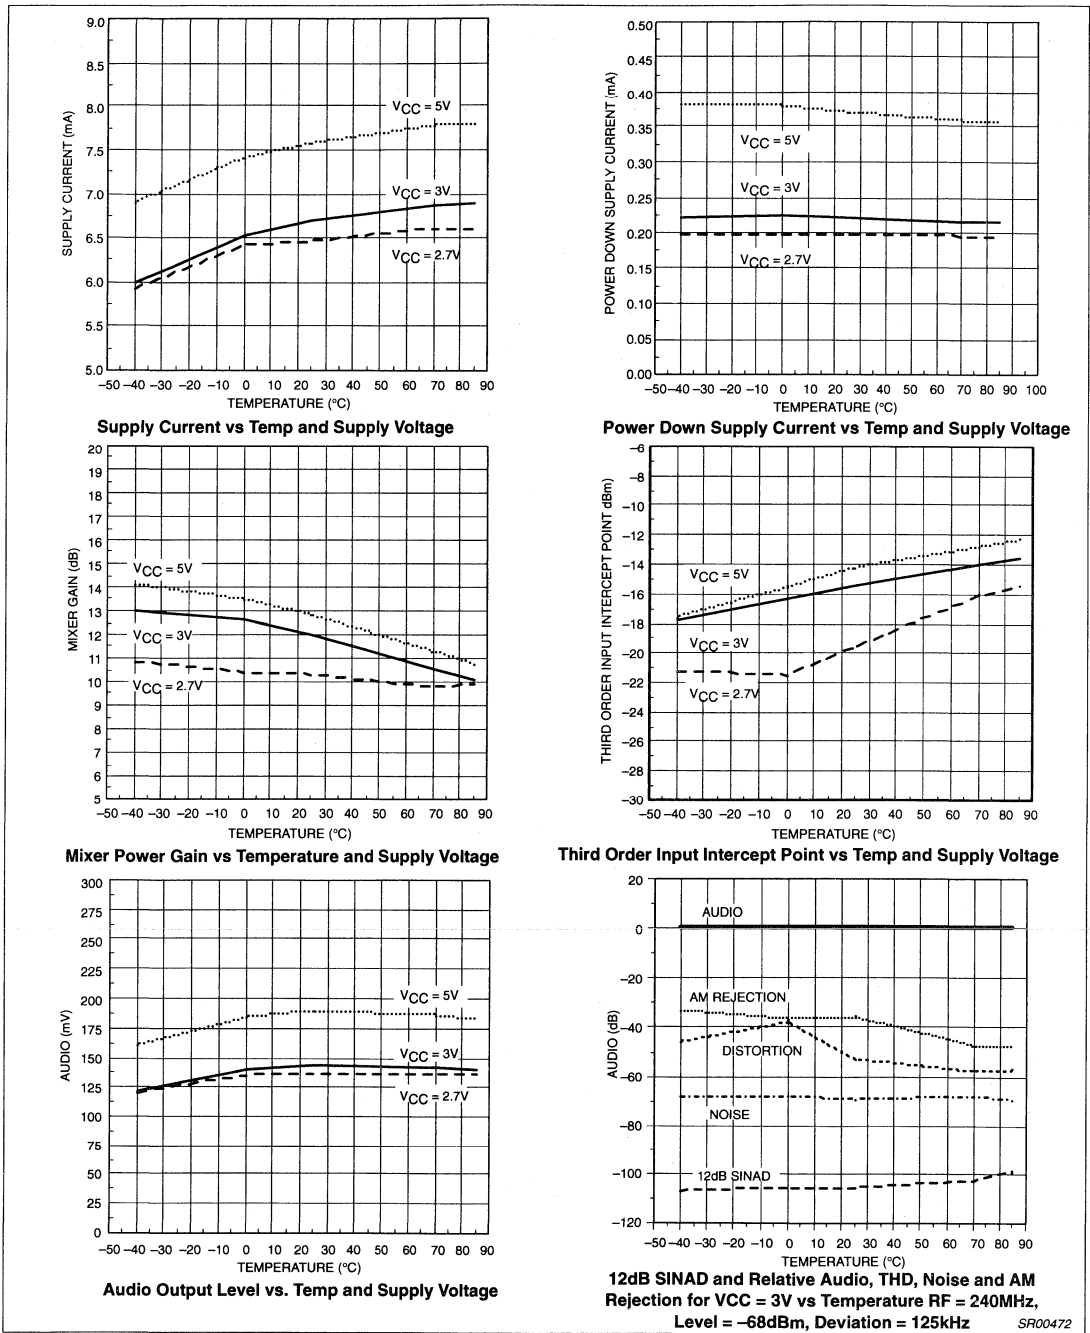 9.0
8.5
8.0
7.5
7.0
6.5
6.0
5.5
5.0
SUPPLY CURRENT (mA)
VCC = 5V
VCC = 3V
VCC = 2.7V
–50 –40 –30 –20 –10 0 10 20 30 40 50 60 70 80 90
TEMPERATURE (°C)
Supply Current vs Temp and Supply Voltage
0.50
0.45
0.40
0.35
0.30
0.25
0.20
0.15
0.10
0.05
0.00
POWER DOWN SUPPLY CURRENT (mA)
VCC = 5V
VCC = 3V
VCC = 2.7V
–50 –40 –30 –20 –10 0 10 20 30 40 50 60 70 80 90 100
TEMPERATURE (°C)
Power Down Supply Current vs Temp and Supply Voltage
20
19
18
17
16
15
14
13
12
11
10
9
8
7
6
5
MIXER GAIN (dB)
VCC = 5V
VCC = 3V
VCC = 2.7V
–50 –40 –30 –20 –10 0 10 20 30 40 50 60 70 80 90
TEMPERATURE (°C)
Mixer Power Gain vs Temperature and Supply Voltage
–6
–8
–10
–12
–14
–16
–18
–20
–22
–24
–26
–28
–30
THIRD ORDER INPUT INTERCEPT POINT dBm)
VCC = 5V
VCC = 3V
VCC = 2.7V
–50 –40 –30 –20 –10 0 10 20 30 40 50 60 70 80 90
TEMPERATURE (°C)
Third Order Input Intercept Point vs Temp and Supply Voltage
300
275
250
225
200
175
150
125
100
75
50
25
0
AUDIO (mV)
VCC = 5V
VCC = 3V
VCC = 2.7V
–50 –40 –30 –20 –10 0 10 20 30 40 50 60 70 80 90
TEMPERATURE (°C)
Audio Output Level vs. Temp and Supply Voltage
20
0
–20
–40
–60
–80
–100
–120
AUDIO (dB)
AUDIO
AM REJECTION
DISTORTION
NOISE
12dB SINAD
–50 –40 –30 –20 –10 0 10 20 30 40 50 60 70 80 90
TEMPERATURE (°C)
12dB SINAD and Relative Audio, THD, Noise and AM
Rejection for VCC = 3V vs Temperature RF = 240MHz,
Level = –68dBm, Deviation = 125kHz
SR00472